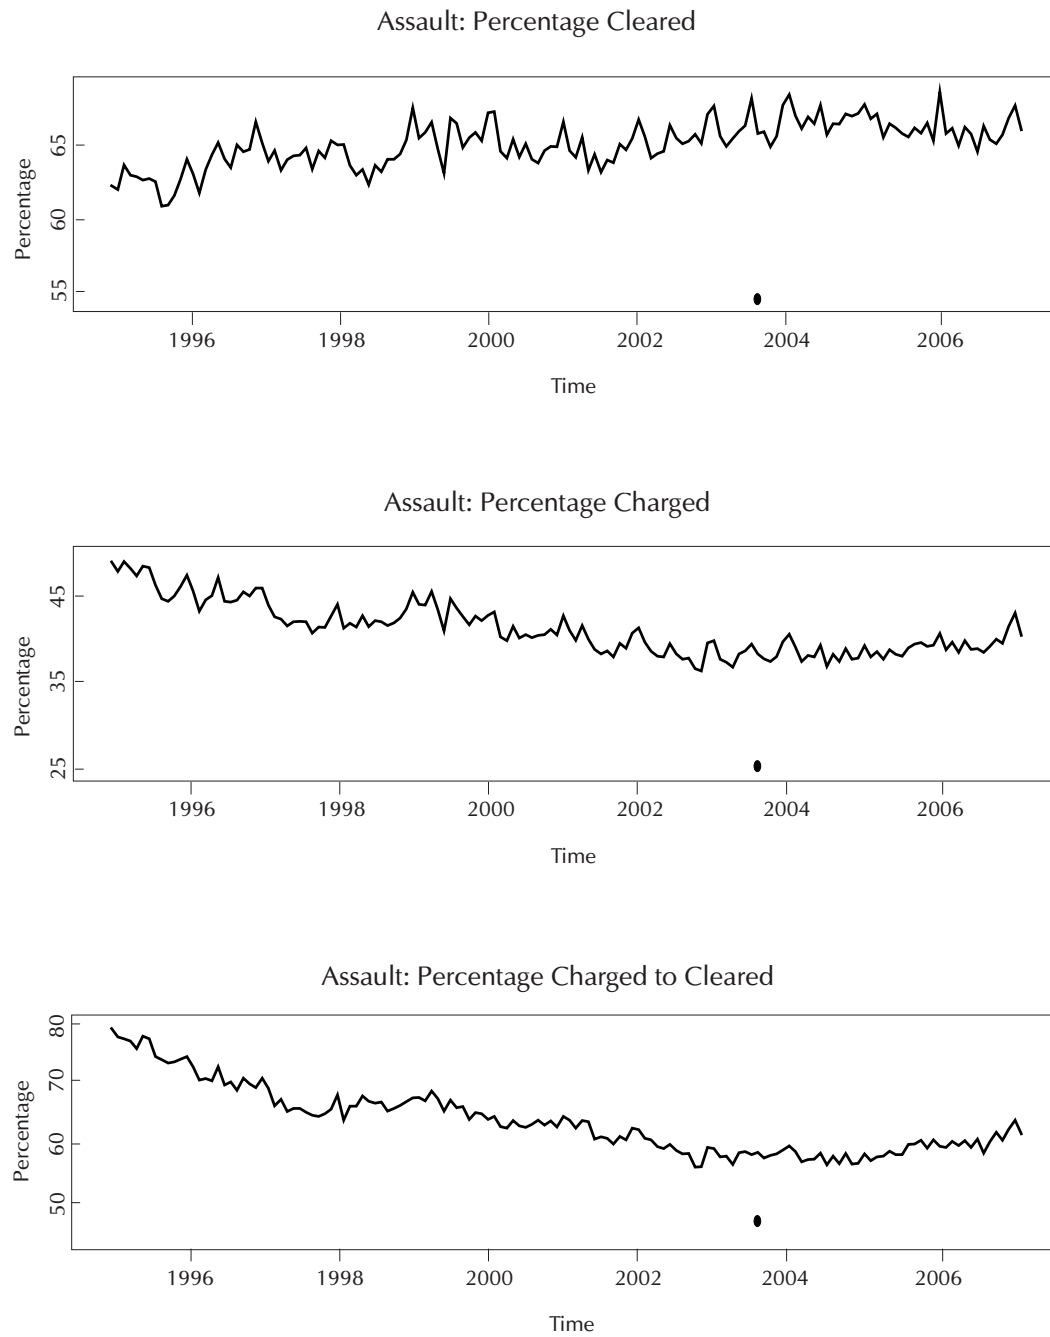 Assault: Percentage Cleared
Percentage
65
60
55
1996 1998 2000 2002 2004 2006
Time
Assault: Percentage Charged
Percentage
45
35
25
1996 1998 2000 2002 2004 2006
Time
Assault: Percentage Charged to Cleared
Percentage
80
70
60
50
1996 1998 2000 2002 2004 2006
Time